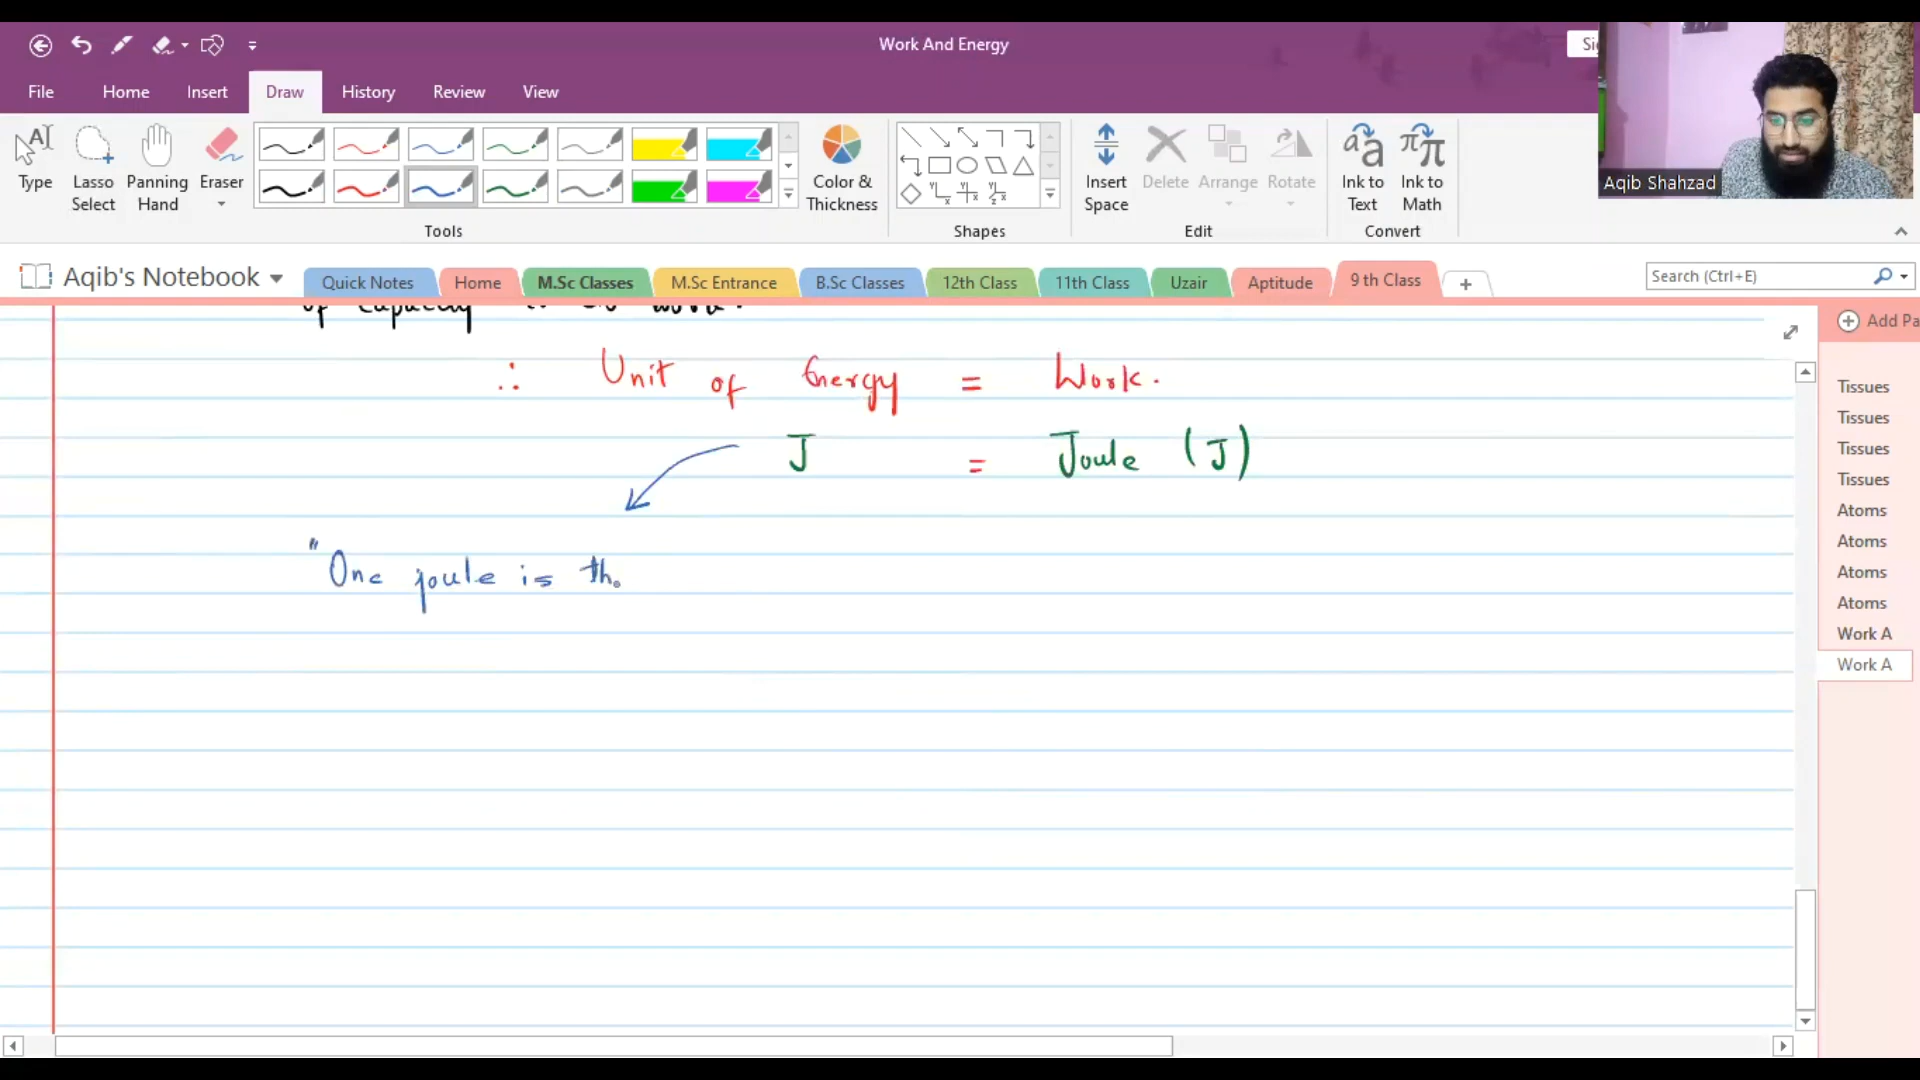 Work And Energy
Si
File Home Insert Draw History Review View
Type
Lasso Select
Panning Hand
Eraser
Color & Thickness
Insert Space
Delete
Arrange
Rotate
Ink to Text
Ink to Math
Aqib Shahzad
Tools Shapes Edit Convert
Aqib's Notebook Quick Notes Home M.Sc Classes M.Sc Entrance B.Sc Classes 12th Class 11th Class Uzair Aptitude 9 th Class + Search (Ctrl+E)
of capacity
∴ Unit of Energy = Work.
J = Joule (J)
"One joule is th
Add Pa
Tissues
Tissues
Tissues
Tissues
Atoms
Atoms
Atoms
Atoms
Work A
Work A